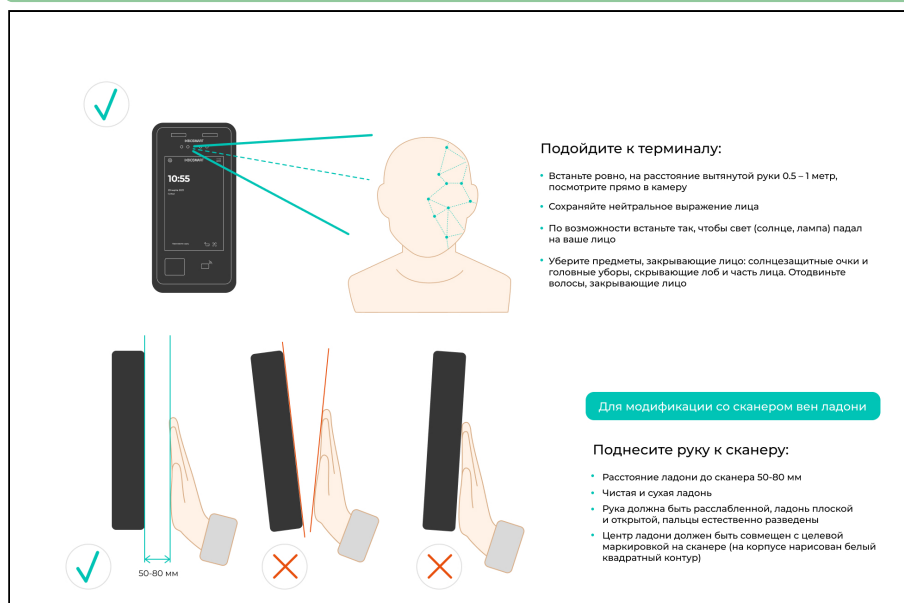 10:55
Подойдите к терминалу:
Встаньте ровно, на расстояние вытянутой руки 0.5 – 1 метр,
посмотрите прямо в камеру
Сохраняйте нейтральное выражение лица
По возможности встаньте так, чтобы свет (солнце, лампа) падал
на ваше лицо
Уберите предметы, закрывающие лицо: солнцезащитные очки и
головные уборы, скрывающие лоб и часть лица. Отодвиньте
волосы, закрывающие лицо
Для модификации со сканером вен ладони
Поднесите руку к сканеру:
Расстояние ладони до сканера 50-80 мм
Чистая и сухая ладонь
Рука должна быть расслабленной, ладонь плоской
и открытой, пальцы естественно разведены
Центр ладони должен быть совмещен с целевой
маркировкой на сканере (на корпусе нарисован белый
квадратный контур)
50-80 мм